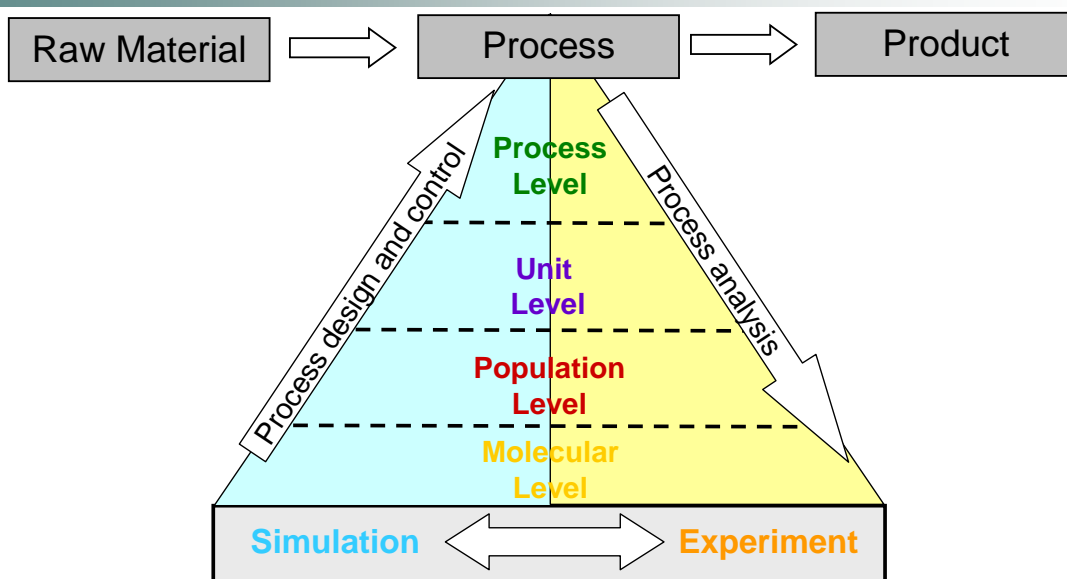 Raw Material
Process
Product
Process design and control
Process
Level
Process analysis
Unit
Level
Population
Level
Molecular
Level
Simulation
Experiment